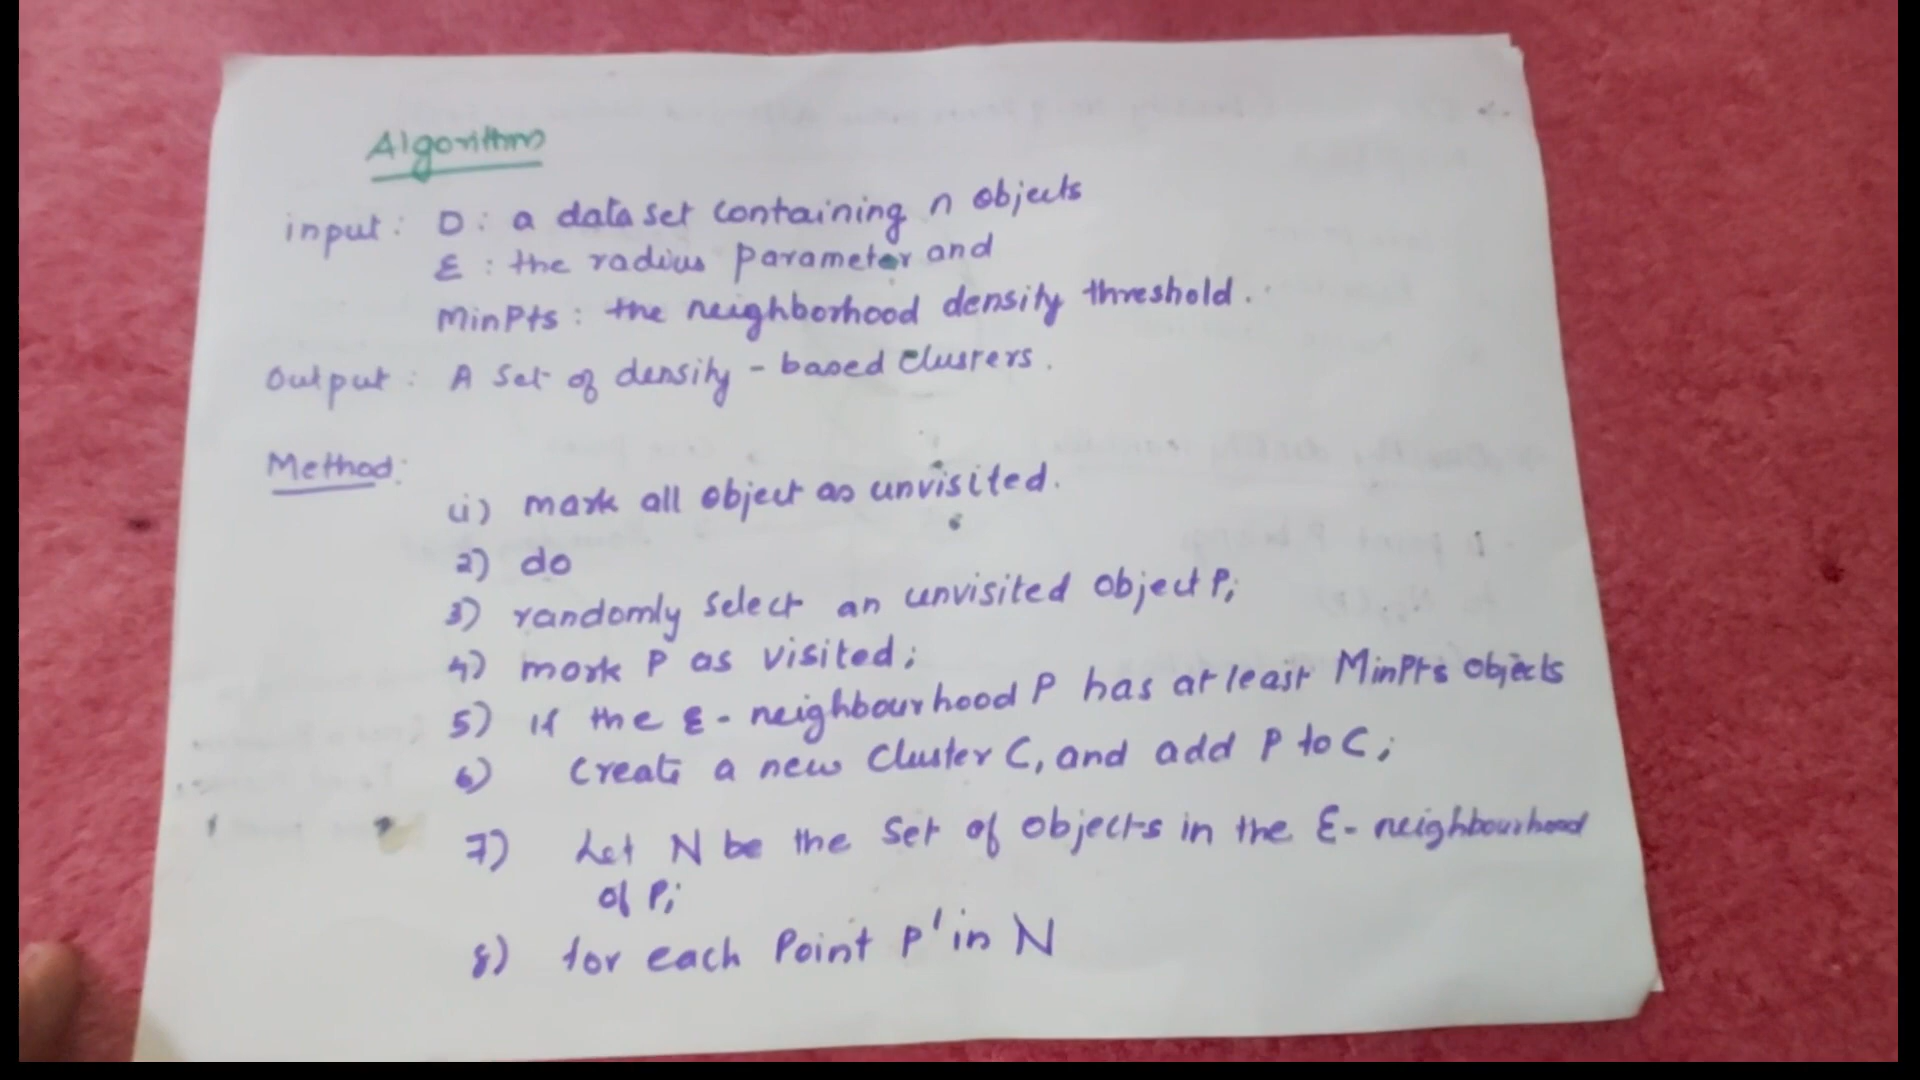 Algorithm
input: D: a data set containing n objects
ε : the radius parameter and
MinPts: the neighborhood density threshold.
Output: A set of density-based clusters.
Method:
(1) mark all object as unvisited.
2) do
3) randomly select an unvisited object P;
4) mark P as visited;
5) If the ε-neighbourhood P has at least MinPts objects
6) Create a new cluster C, and add P to C;
7) Let N be the set of objects in the ε-neighbourhood
of P;
8) for each Point P' in N